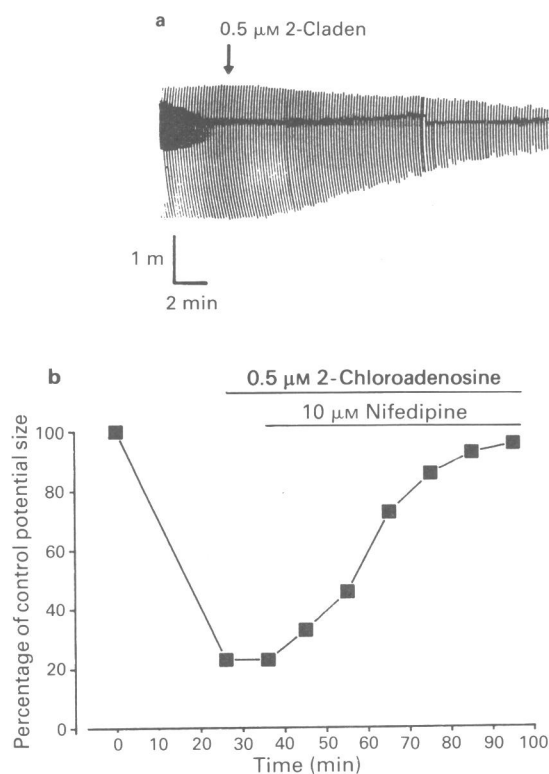 a
0.5 μM 2-Claden
1 m
2 min
b
0.5 μM 2-Chloroadenosine
10 μM Nifedipine
Percentage of control potential size
100
80
60
40
20
0
0 10 20 30 40 50 60 70 80 90 100
Time (min)